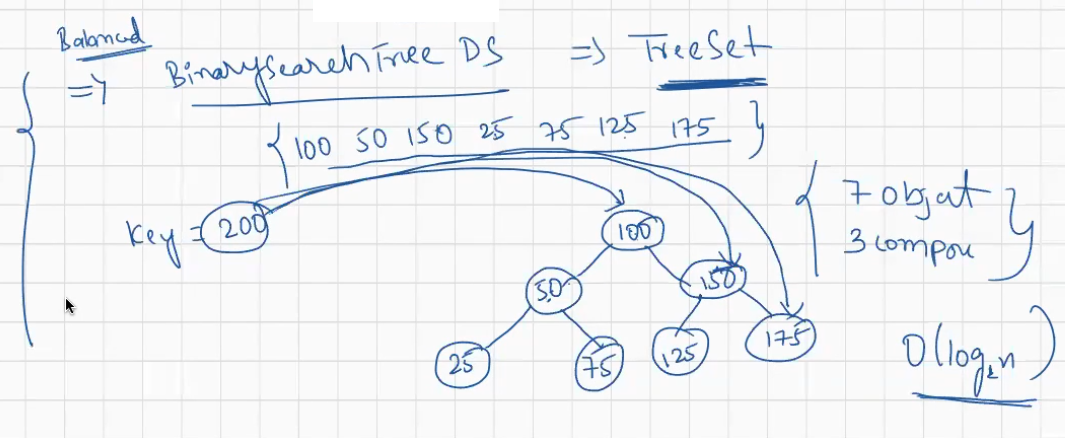 Balanced
=> BinarysearchTree DS => TreeSet
{ 100 50 150 25 75 125 175 }
Key = 200
100
50 150
25 75 125 175
{ 7 object
3 compou }
O(log₂n)